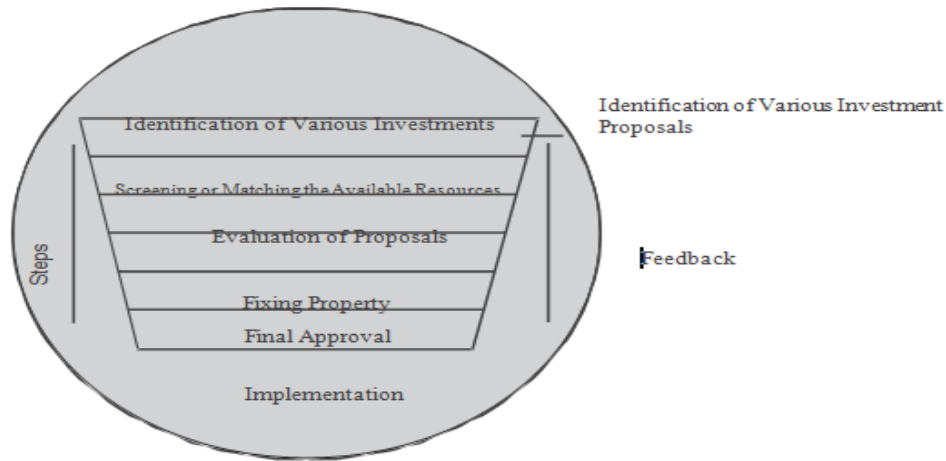 Identification of Various Investments
Screening or Matching the Available Resources
Evaluation of Proposals
Fixing Property
Final Approval
Implementation
Steps
Identification of Various Investment
Proposals
Feedback